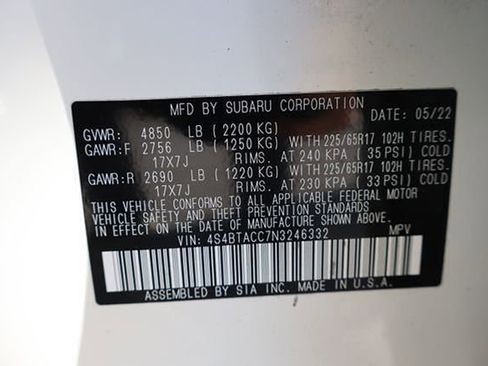 MFD BY SUBARU CORPORATION DATE: 05/22
GVWR: 4850 LB (2200 KG)
GAWR:F 2756 LB (1250 KG) WITH 225/65R17 102H TIRES.
17X7J RIMS. AT 240 KPA (35 PSI) COLD
GAWR:R 2690 LB (1220 KG) WITH 225/65R17 102H TIRES.
17X7J RIMS. AT 230 KPA (33 PSI) COLD
THIS VEHICLE CONFORMS TO ALL APPLICABLE FEDERAL MOTOR
VEHICLE SAFETY AND THEFT PREVENTION STANDARDS IN EFFECT
ON THE DATE OF MANUFACTURE SHOWN ABOVE.
VIN: 4S4BTACC7N3246332 MPV
ASSEMBLED BY SIA INC. MADE IN U.S.A.